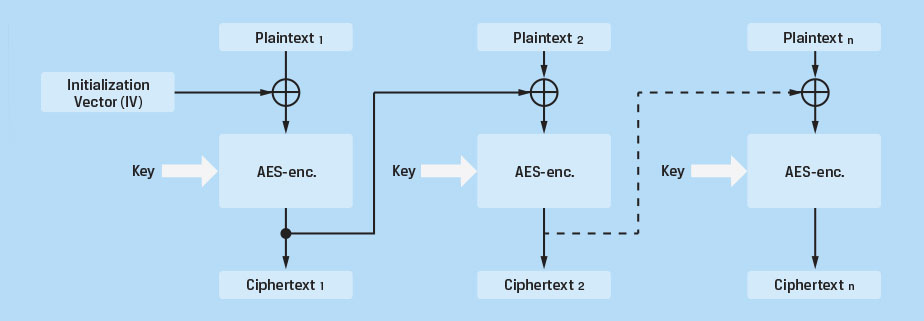 Plaintext 1
Plaintext 2
Plaintext n
Initialization
Vector (IV)
Key
AES-enc.
Key
AES-enc.
Key
AES-enc.
Ciphertext 1
Ciphertext 2
Ciphertext n